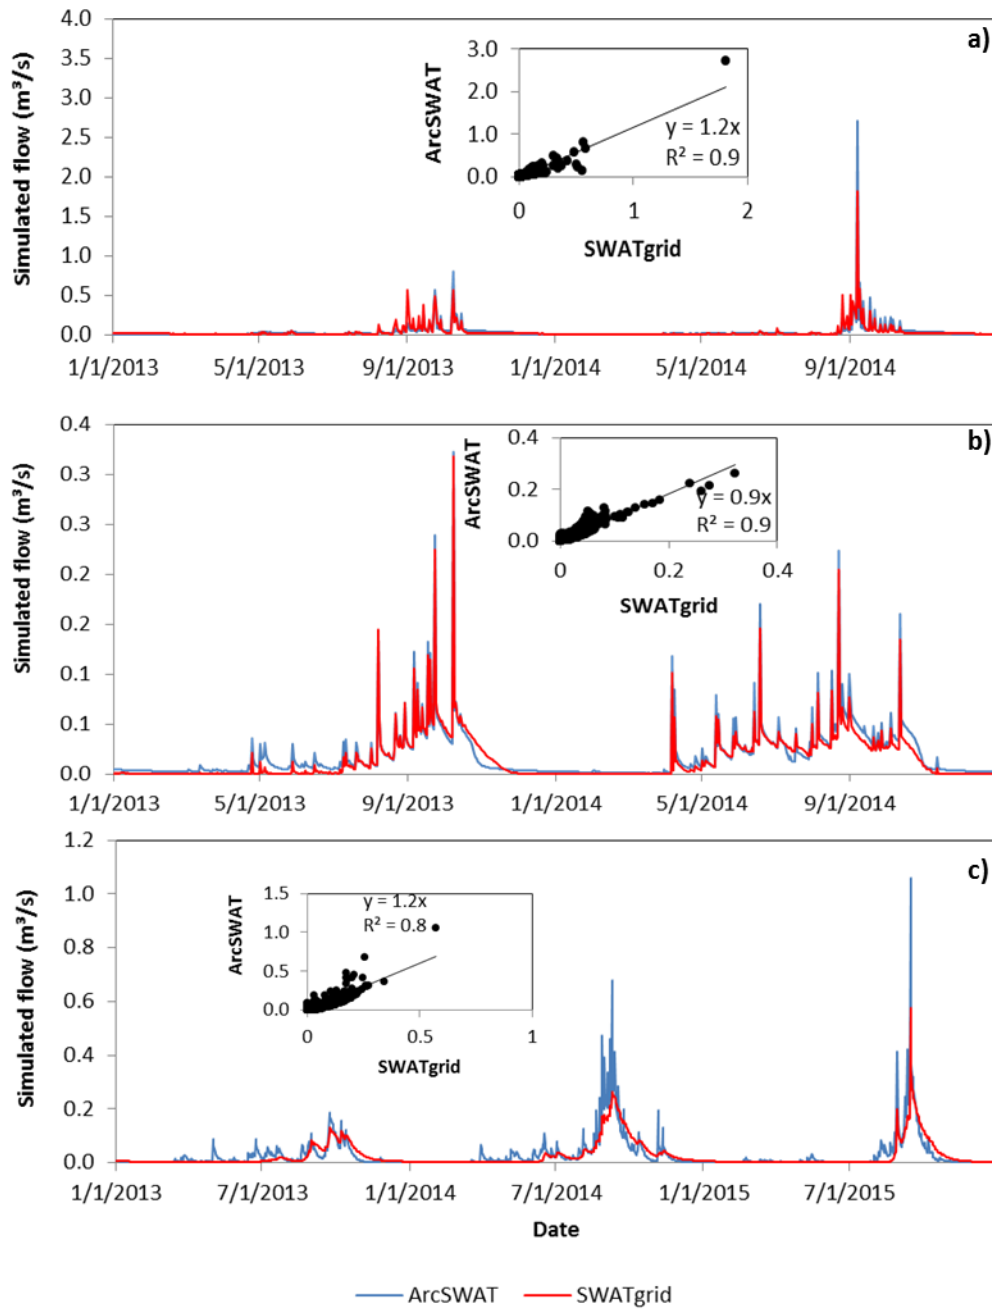 a)
Simulated flow (m³/s)
4.0
3.5
3.0
2.5
2.0
1.5
1.0
0.5
0.0
1/1/2013 5/1/2013 9/1/2013 1/1/2014 5/1/2014 9/1/2014
ArcSWAT
3.0
2.0
1.0
0.0
y = 1.2x
R² = 0.9
0 1 2
SWATgrid
b)
Simulated flow (m³/s)
0.4
0.3
0.3
0.2
0.2
0.1
0.1
0.0
1/1/2013 5/1/2013 9/1/2013 1/1/2014 5/1/2014 9/1/2014
ArcSWAT
0.4
0.2
0.0
y = 0.9x
R² = 0.9
0 0.2 0.4
SWATgrid
c)
Simulated flow (m³/s)
1.2
1.0
0.8
0.6
0.4
0.2
0.0
1/1/2013 7/1/2013 1/1/2014 7/1/2014 1/1/2015 7/1/2015
ArcSWAT
1.5
1.0
0.5
0.0
y = 1.2x
R² = 0.8
0 0.5 1
SWATgrid
Date
ArcSWAT SWATgrid